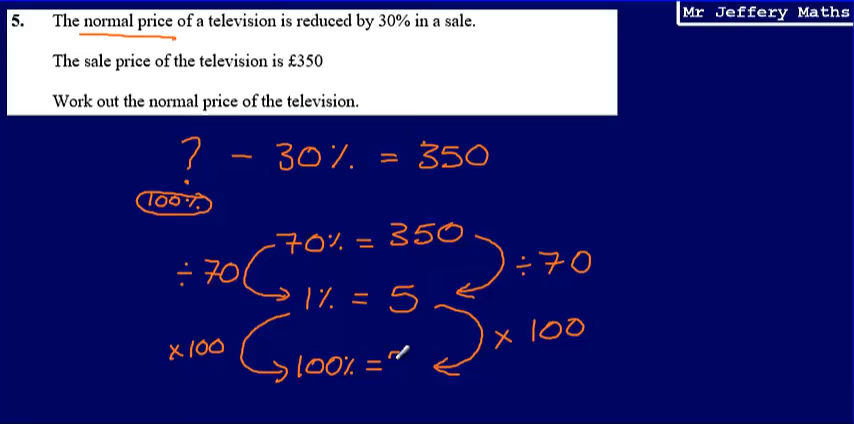 Mr Jeffery Maths
5. The normal price of a television is reduced by 30% in a sale.
The sale price of the television is £350
Work out the normal price of the television.
? - 30% = 350
100%
70% = 350
÷ 70
÷ 70
1% = 5
x 100
x 100
100% =